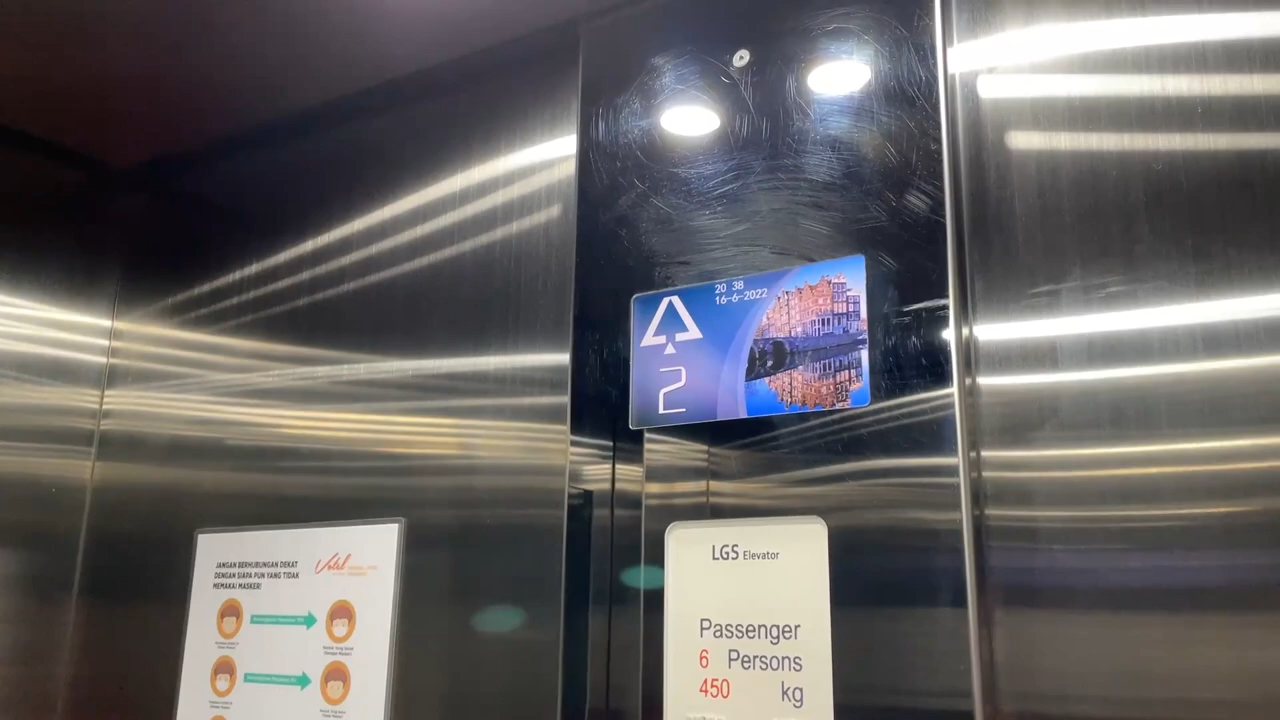 20 38
16-6-2022
2
JANGAN BERHUBUNGAN DEKAT
DENGAN SIAPA PUN YANG TIDAK
MEMAKAI MASKER!
Votel
LGS Elevator
Passenger
6 Persons
450 kg